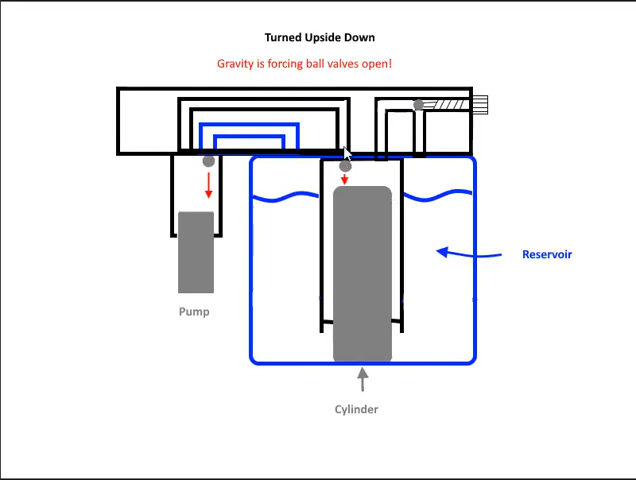 Turned Upside Down
Gravity is forcing ball valves open!
Reservoir
Pump
Cylinder